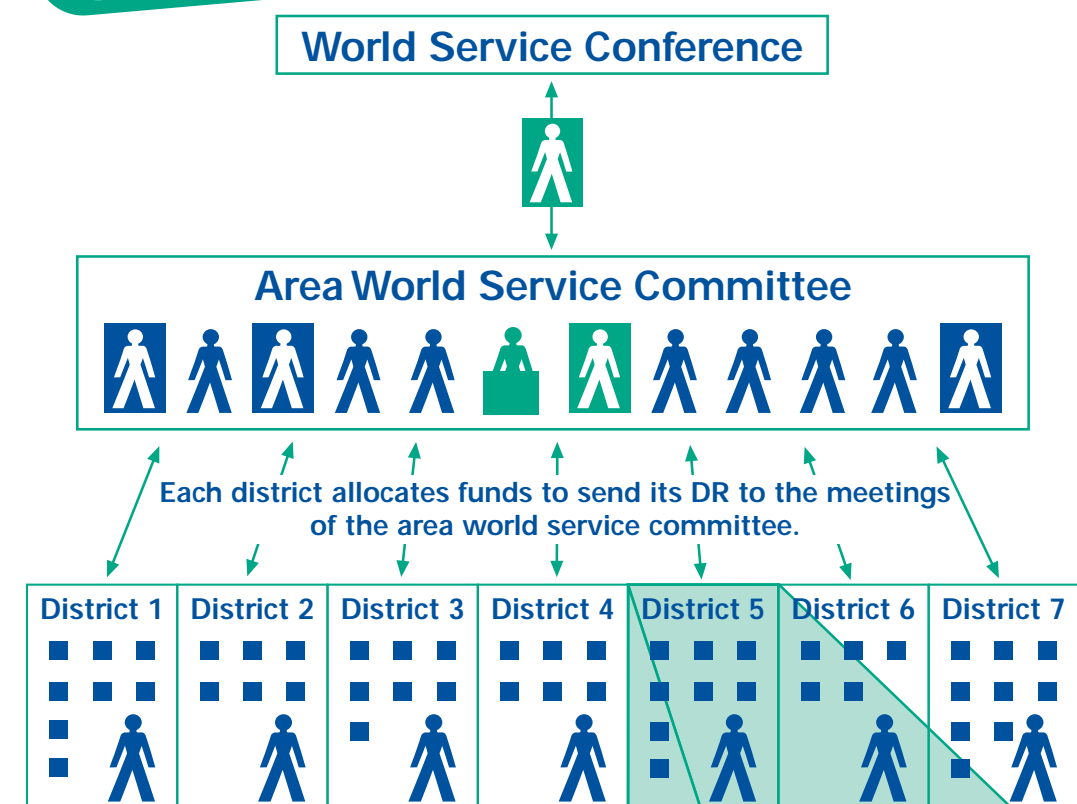 World Service Conference
Area World Service Committee
Each district allocates funds to send its DR to the meetings
of the area world service committee.
District 1 District 2 District 3 District 4 District 5 District 6 District 7